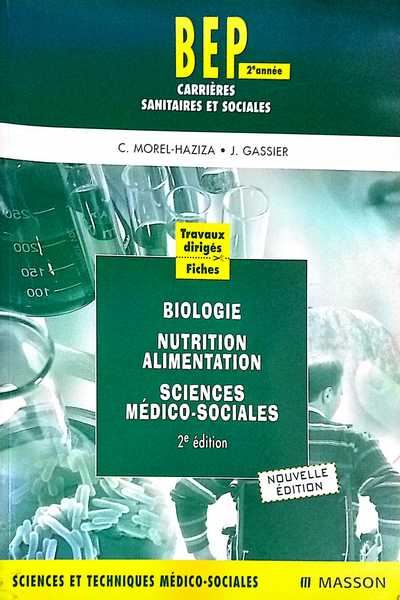 BEP
2e année
CARRIÈRES
SANITAIRES ET SOCIALES
C. MOREL-HAZIZA • J. GASSIER
250
200
150
100
Travaux
dirigés
Fiches
BIOLOGIE
NUTRITION
ALIMENTATION
SCIENCES
MÉDICO-SOCIALES
2e édition
NOUVELLE
ÉDITION
SCIENCES ET TECHNIQUES MÉDICO-SOCIALES
MASSON